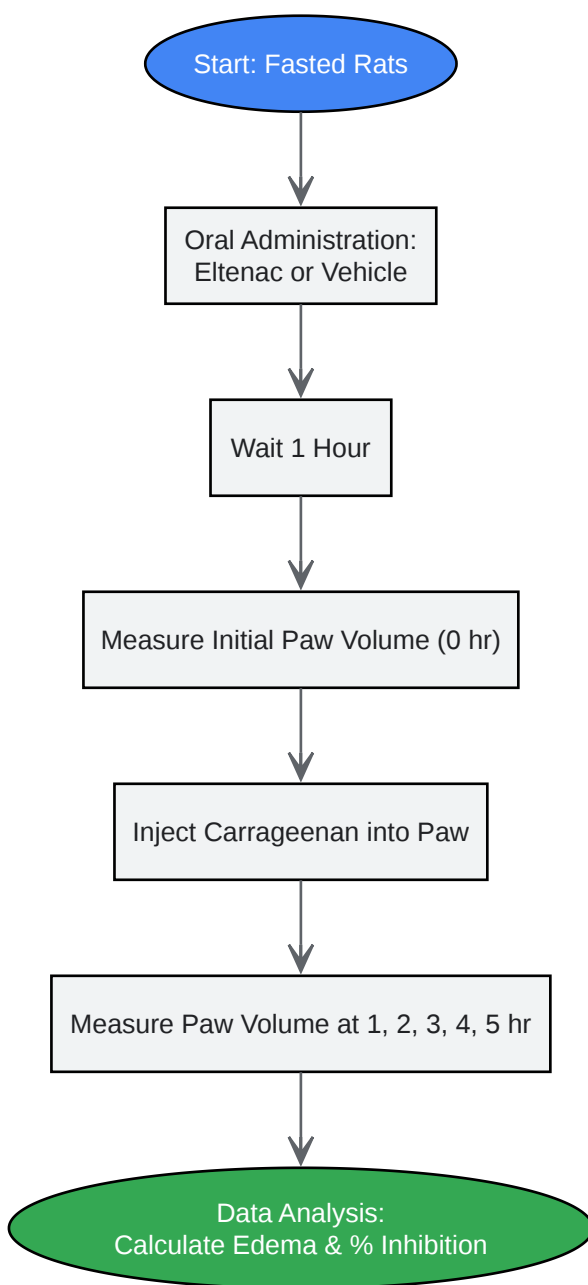 Start: Fasted Rats
Oral Administration:
Eltenac or Vehicle
Wait 1 Hour
Measure Initial Paw Volume (0 hr)
Inject Carrageenan into Paw
Measure Paw Volume at 1, 2, 3, 4, 5 hr
Data Analysis:
Calculate Edema & % Inhibition